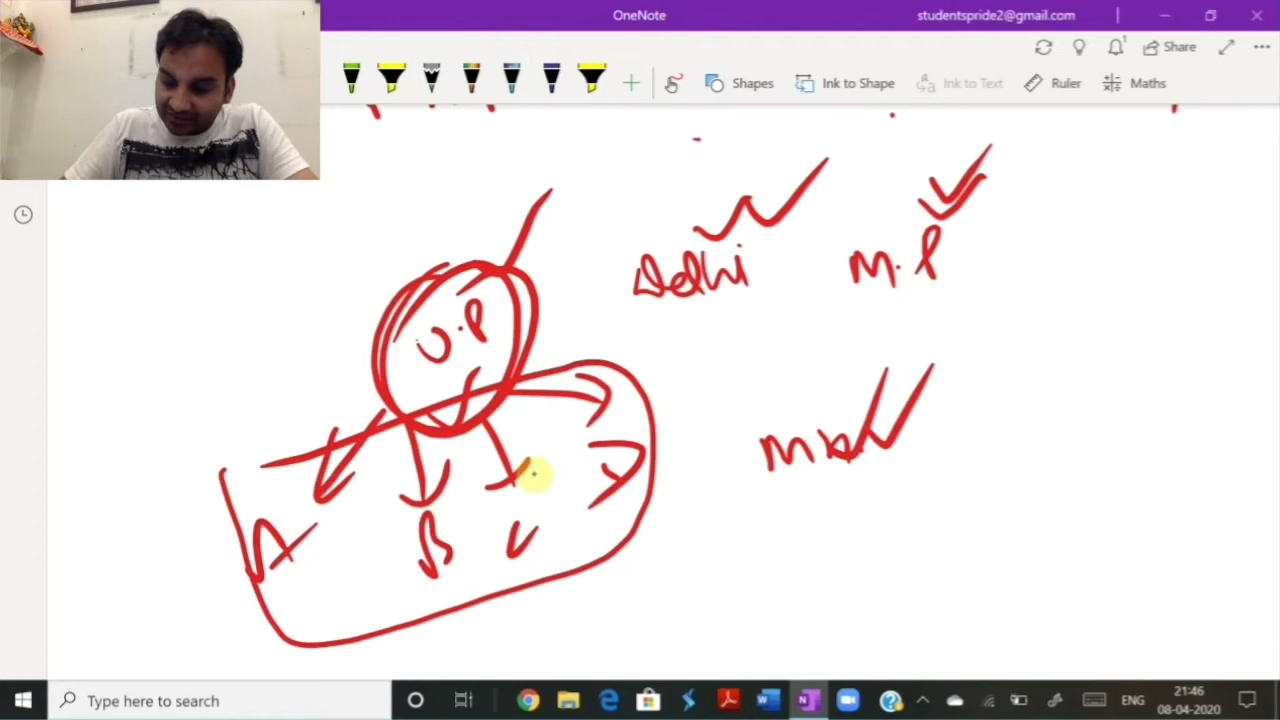 OneNote
studentspride2@gmail.com
Share
Shapes
Ink to Shape
Ink to Text
Ruler
Maths
Delhi
M.P
U.P
A
B
Type here to search
ENG
21:46
08-04-2020